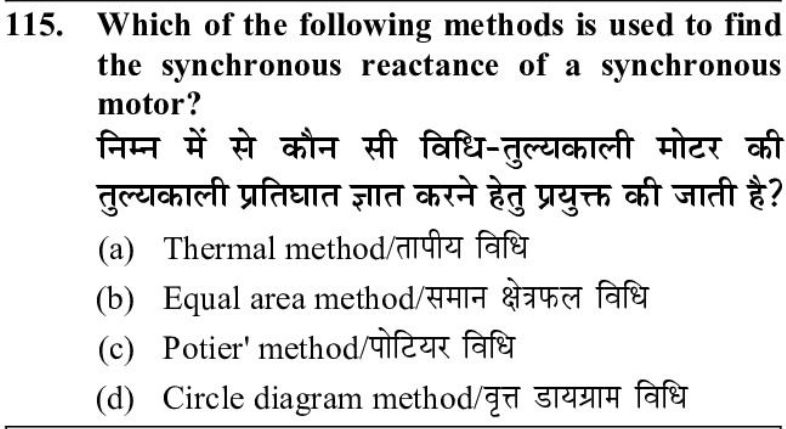 115. Which of the following methods is used to find
the synchronous reactance of a synchronous
motor?
निम्न में से कौन सी विधि-तुल्यकाली मोटर की
तुल्यकाली प्रतिघात ज्ञात करने हेतु प्रयुक्त की जाती है?
(a) Thermal method/तापीय विधि
(b) Equal area method/समान क्षेत्रफल विधि
(c) Potier' method/पोटियर विधि
(d) Circle diagram method/वृत्त डायग्राम विधि